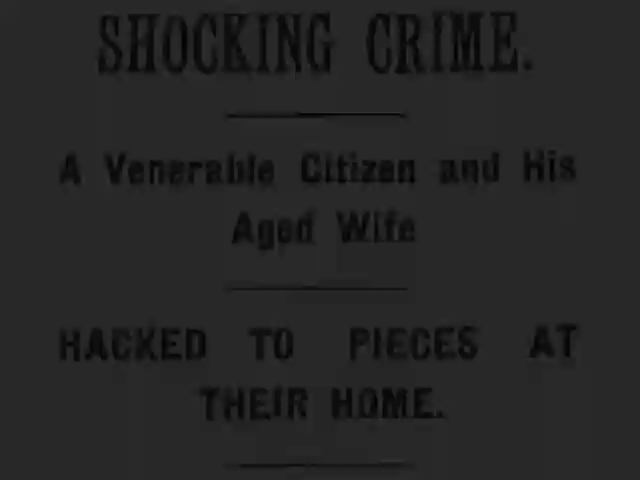 SHOCKING CRIME.
A Venerable Citizen and His
Aged Wife
HACKED TO PIECES AT
THEIR HOME.